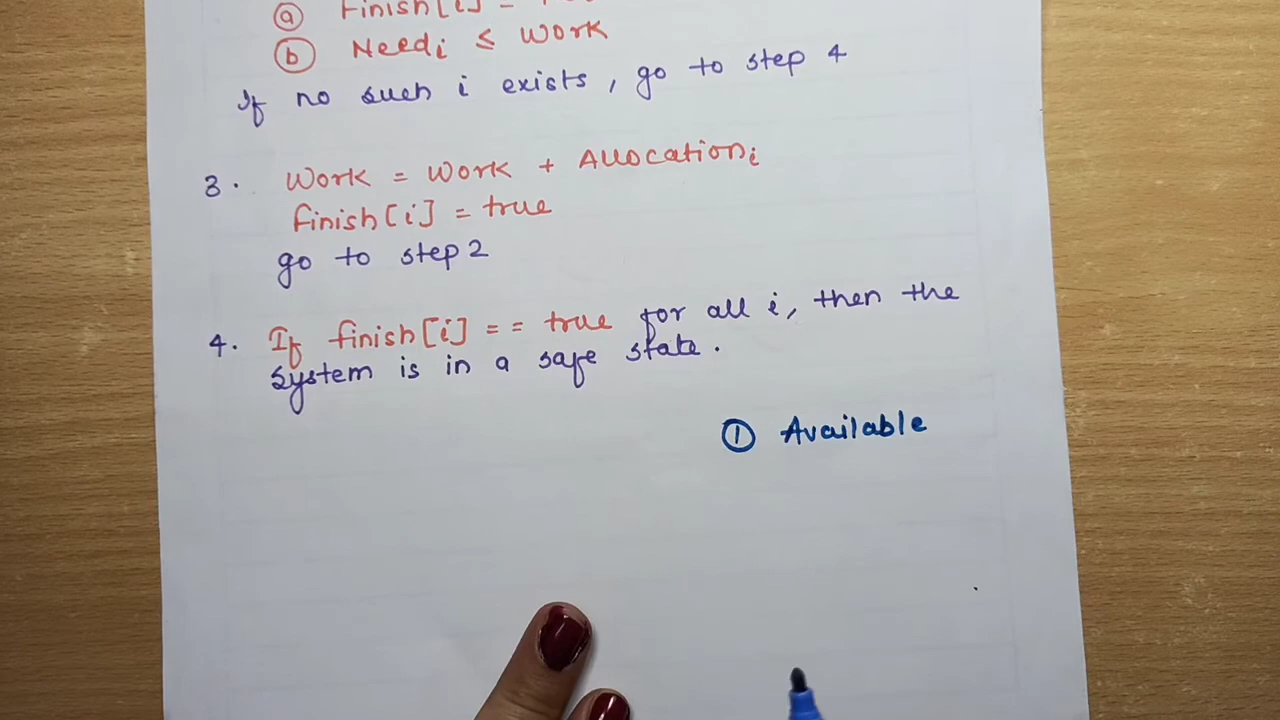 ⓐ Finish[i] =
ⓑ Needi ≤ Work
If no such i exists, go to step 4
3. Work = Work + Allocationi
finish[i] = true
go to step 2
4. If finish[i] == true for all i, then the
system is in a safe state.
① Available